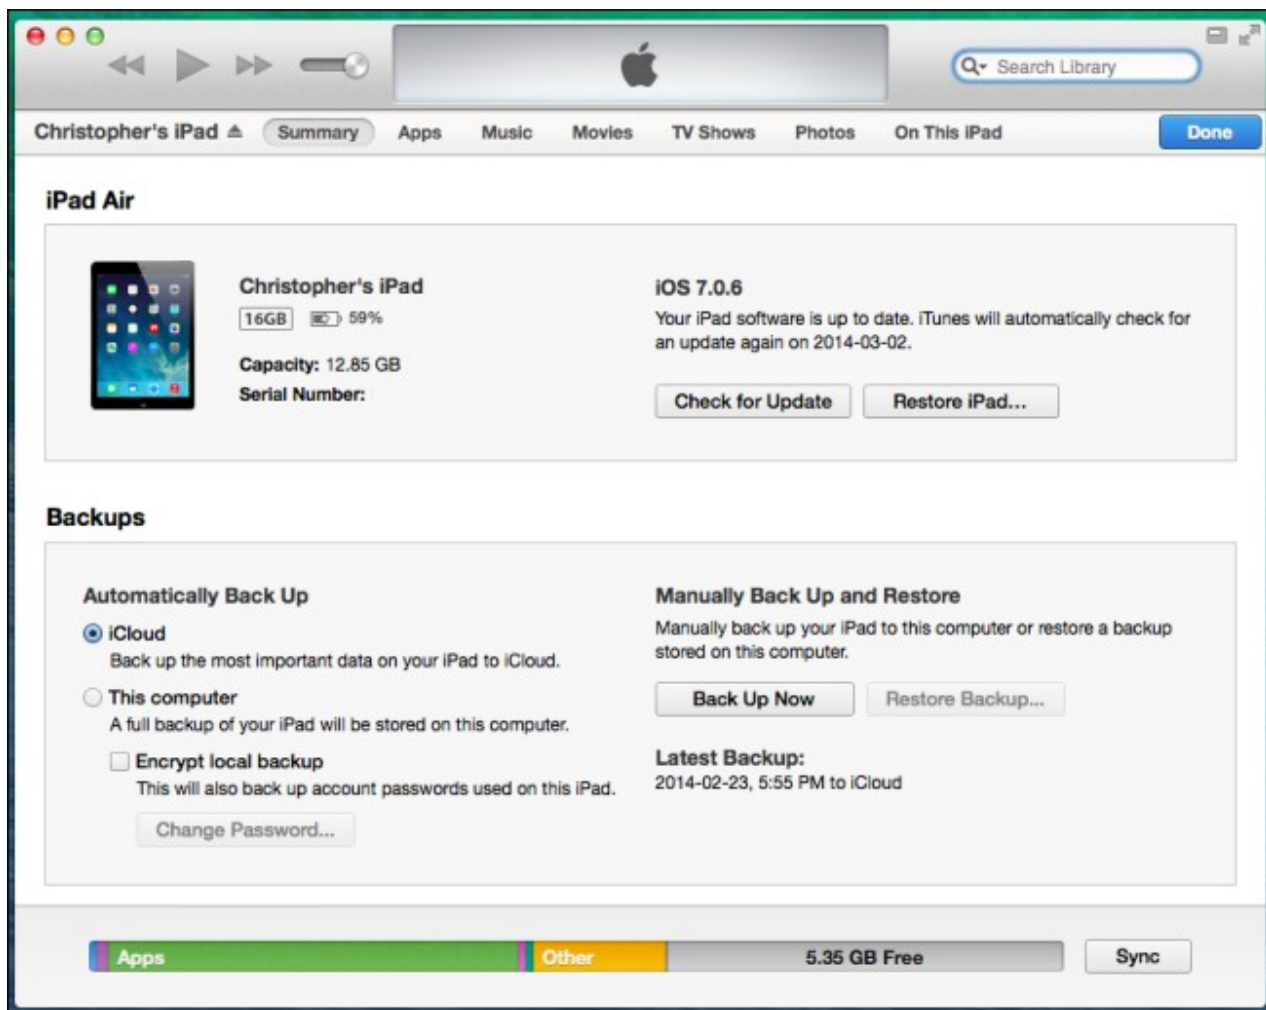 Search Library
Christopher's iPad Summary Apps Music Movies TV Shows Photos On This iPad Done
iPad Air
Christopher's iPad
16GB 59%
Capacity: 12.85 GB
Serial Number:
iOS 7.0.6
Your iPad software is up to date. iTunes will automatically check for
an update again on 2014-03-02.
Check for Update Restore iPad...
Backups
Automatically Back Up
iCloud
Back up the most important data on your iPad to iCloud.
This computer
A full backup of your iPad will be stored on this computer.
Encrypt local backup
This will also back up account passwords used on this iPad.
Change Password...
Manually Back Up and Restore
Manually back up your iPad to this computer or restore a backup
stored on this computer.
Back Up Now Restore Backup...
Latest Backup:
2014-02-23, 5:55 PM to iCloud
Apps Other 5.35 GB Free Sync